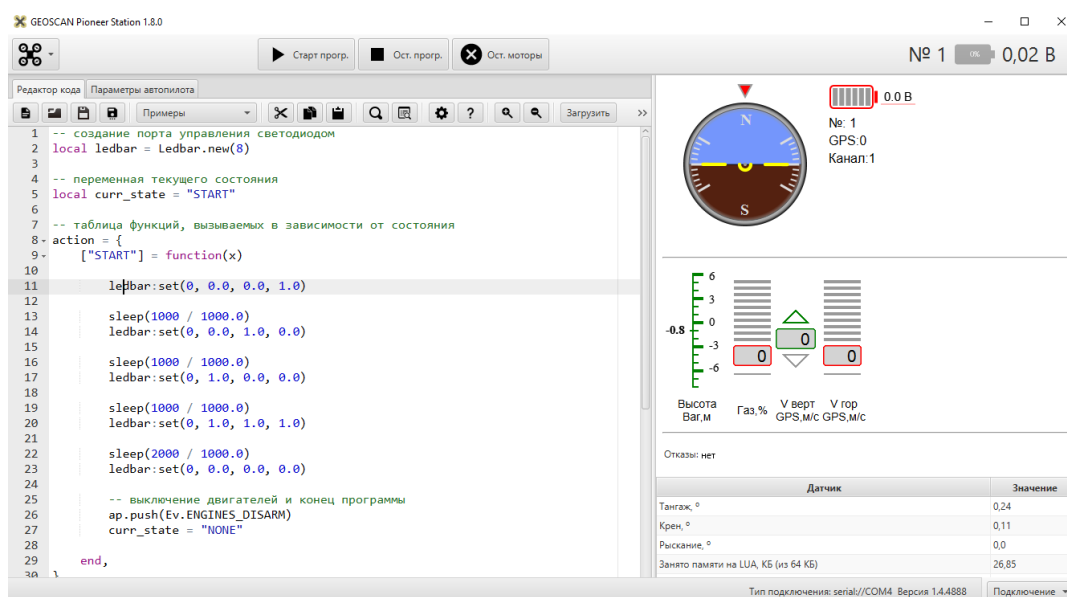 GEOSCAN Pioneer Station 1.8.0
Старт прогр. Ост. прогр. Ост. моторы № 1 0% 0,02 В
Редактор кода Параметры автопилота
Примеры ? Загрузить >>
1 -- создание порта управления светодиодом
2 local ledbar = Ledbar.new(8)
3
4 -- переменная текущего состояния
5 local curr_state = "START"
6
7 -- таблица функций, вызываемых в зависимости от состояния
8 action = {
9 ["START"] = function(x)
10
11 ledbar:set(0, 0.0, 0.0, 1.0)
12
13 sleep(1000 / 1000.0)
14 ledbar:set(0, 0.0, 1.0, 0.0)
15
16 sleep(1000 / 1000.0)
17 ledbar:set(0, 1.0, 0.0, 0.0)
18
19 sleep(1000 / 1000.0)
20 ledbar:set(0, 1.0, 1.0, 1.0)
21
22 sleep(2000 / 1000.0)
23 ledbar:set(0, 0.0, 0.0, 0.0)
24
25 -- выключение двигателей и конец программы
26 ap.push(Ev.ENGINES_DISARM)
27 curr_state = "NONE"
28
29 end,
30 }
N
S
0.0 В
№: 1
GPS:0
Канал:1
6
3
0
-3
-6
-0.8
0 0 0
Высота Baг,м
Газ,%
V верт GPS,м/с
V гор GPS,м/с
Отказы: нет
Датчик Значение
Тангаж, ° 0,24
Крен, ° 0,11
Рыскание, ° 0,0
Занято памяти на LUA, КБ (из 64 КБ) 26,85
Тип подключения: serial://COM4 Версия 1.4.4888 Подключение